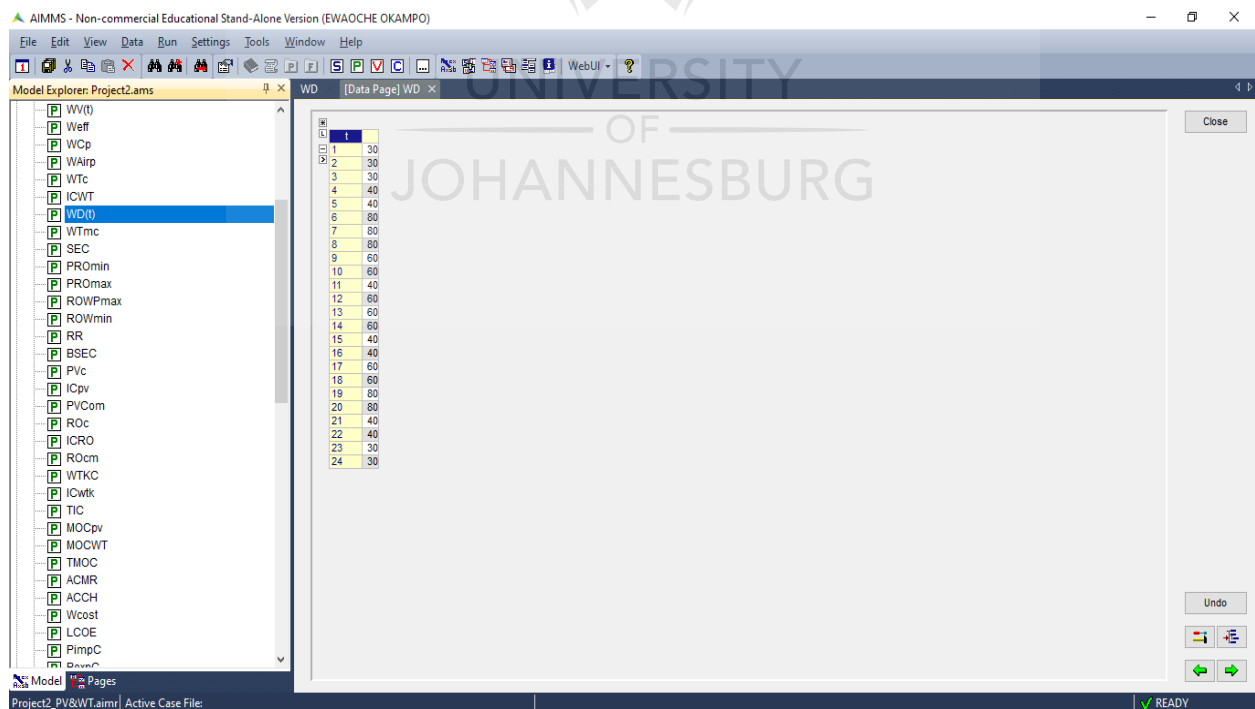 AIMMS - Non-commercial Educational Stand-Alone Version (EWAOCHE OKAMPO)
File Edit View Data Run Settings Tools Window Help
WebUI
Model Explorer: Project2.ams
WD [Data Page] WD
WV(t)
Weff
WCp
WAirp
WTc
ICWT
WD(t)
WTmc
SEC
PROmin
PROmax
ROWPmax
ROWmin
RR
BSEC
PVc
ICpv
PVCom
ROc
ICRO
ROcm
WTKC
ICwtk
TIC
MOCpv
MOCWT
TMOC
ACMR
ACCH
Wcost
LCOE
PimpC
Model Pages
t
1 30
2 30
3 30
4 40
5 40
6 80
7 80
8 80
9 60
10 60
11 40
12 60
13 60
14 60
15 40
16 40
17 60
18 60
19 80
20 80
21 40
22 40
23 30
24 30
UNIVERSITY
OF
JOHANNESBURG
Close
Undo
Project2_PV&WT.aimr Active Case File:
READY